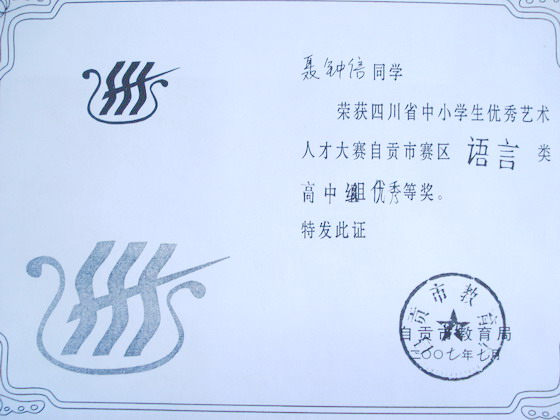 聂钟倍同学
荣获四川省中小学生优秀艺术
人才大赛自贡市赛区 语言 类
高中组优秀等奖。
特发此证
自贡市教育局
二〇〇七年七月